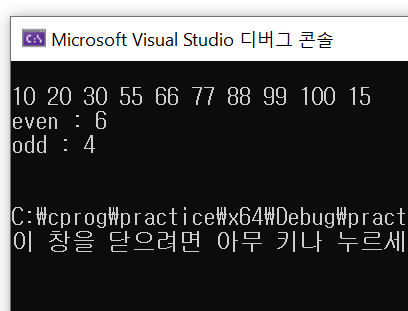 Microsoft Visual Studio 디버그 콘솔
10 20 30 55 66 77 88 99 100 15
even : 6
odd : 4
C:₩cprog₩practice₩x64₩Debug₩pract
이 창을 닫으려면 아무 키나 누르세